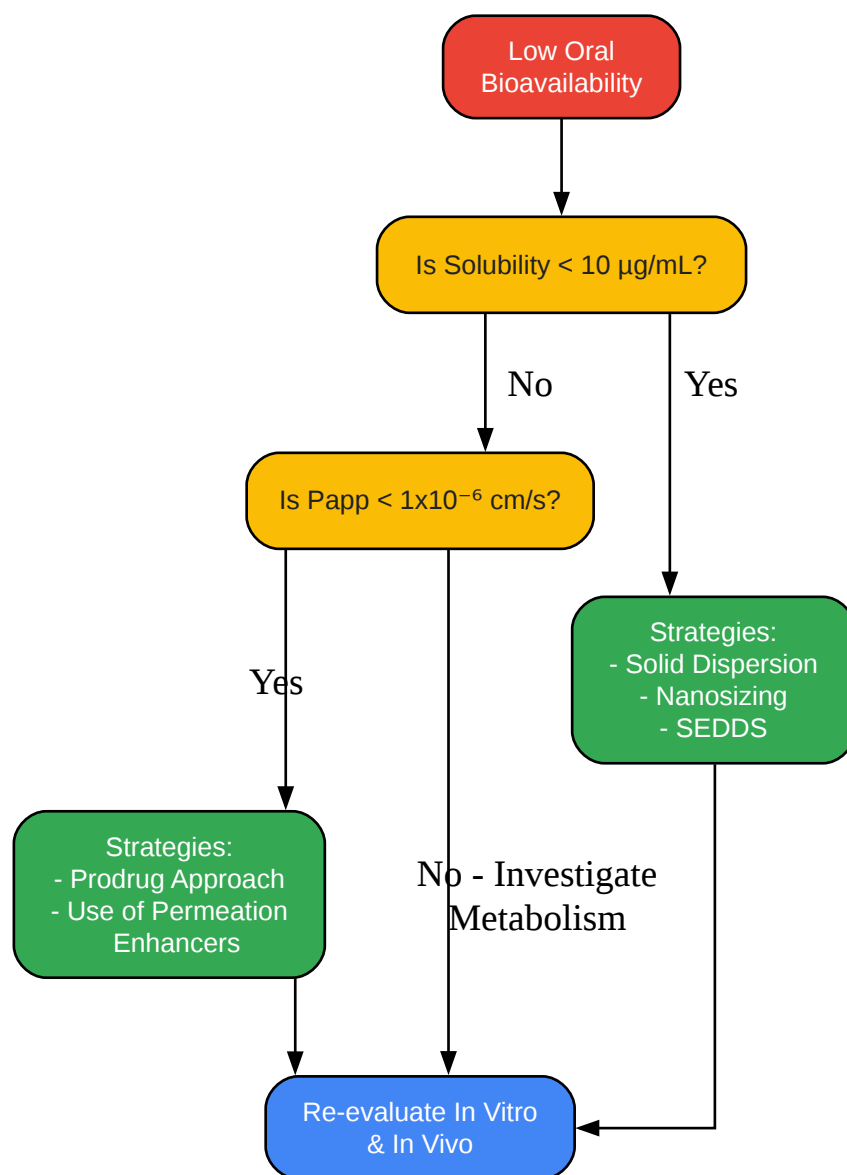 Low Oral
Bioavailability
Is Solubility < 10 µg/mL?
No
Yes
Is Papp < 1x10⁻⁶ cm/s?
Strategies:
- Solid Dispersion
- Nanosizing
- SEDDS
Yes
Strategies:
- Prodrug Approach
- Use of Permeation
Enhancers
No - Investigate
Metabolism
Re-evaluate In Vitro
& In Vivo